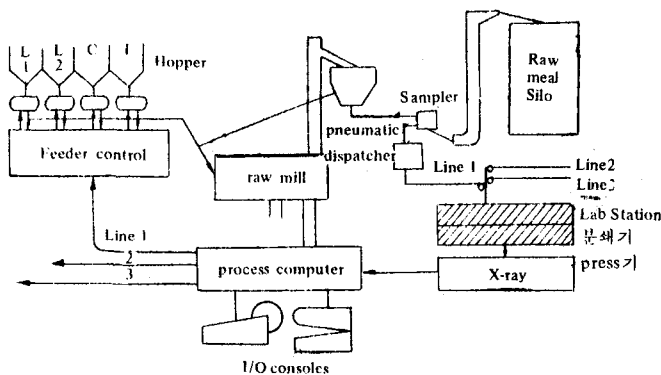 L
1
L
2
C
I
Hopper
Feeder control
raw mill
pneumatic
dispatcher
Sampler
Raw
meal
Silo
Line 1
Line2
Line3
Lab Station
분쇄기
press기
X-ray
Line 1
2
3
process computer
I/O consoles